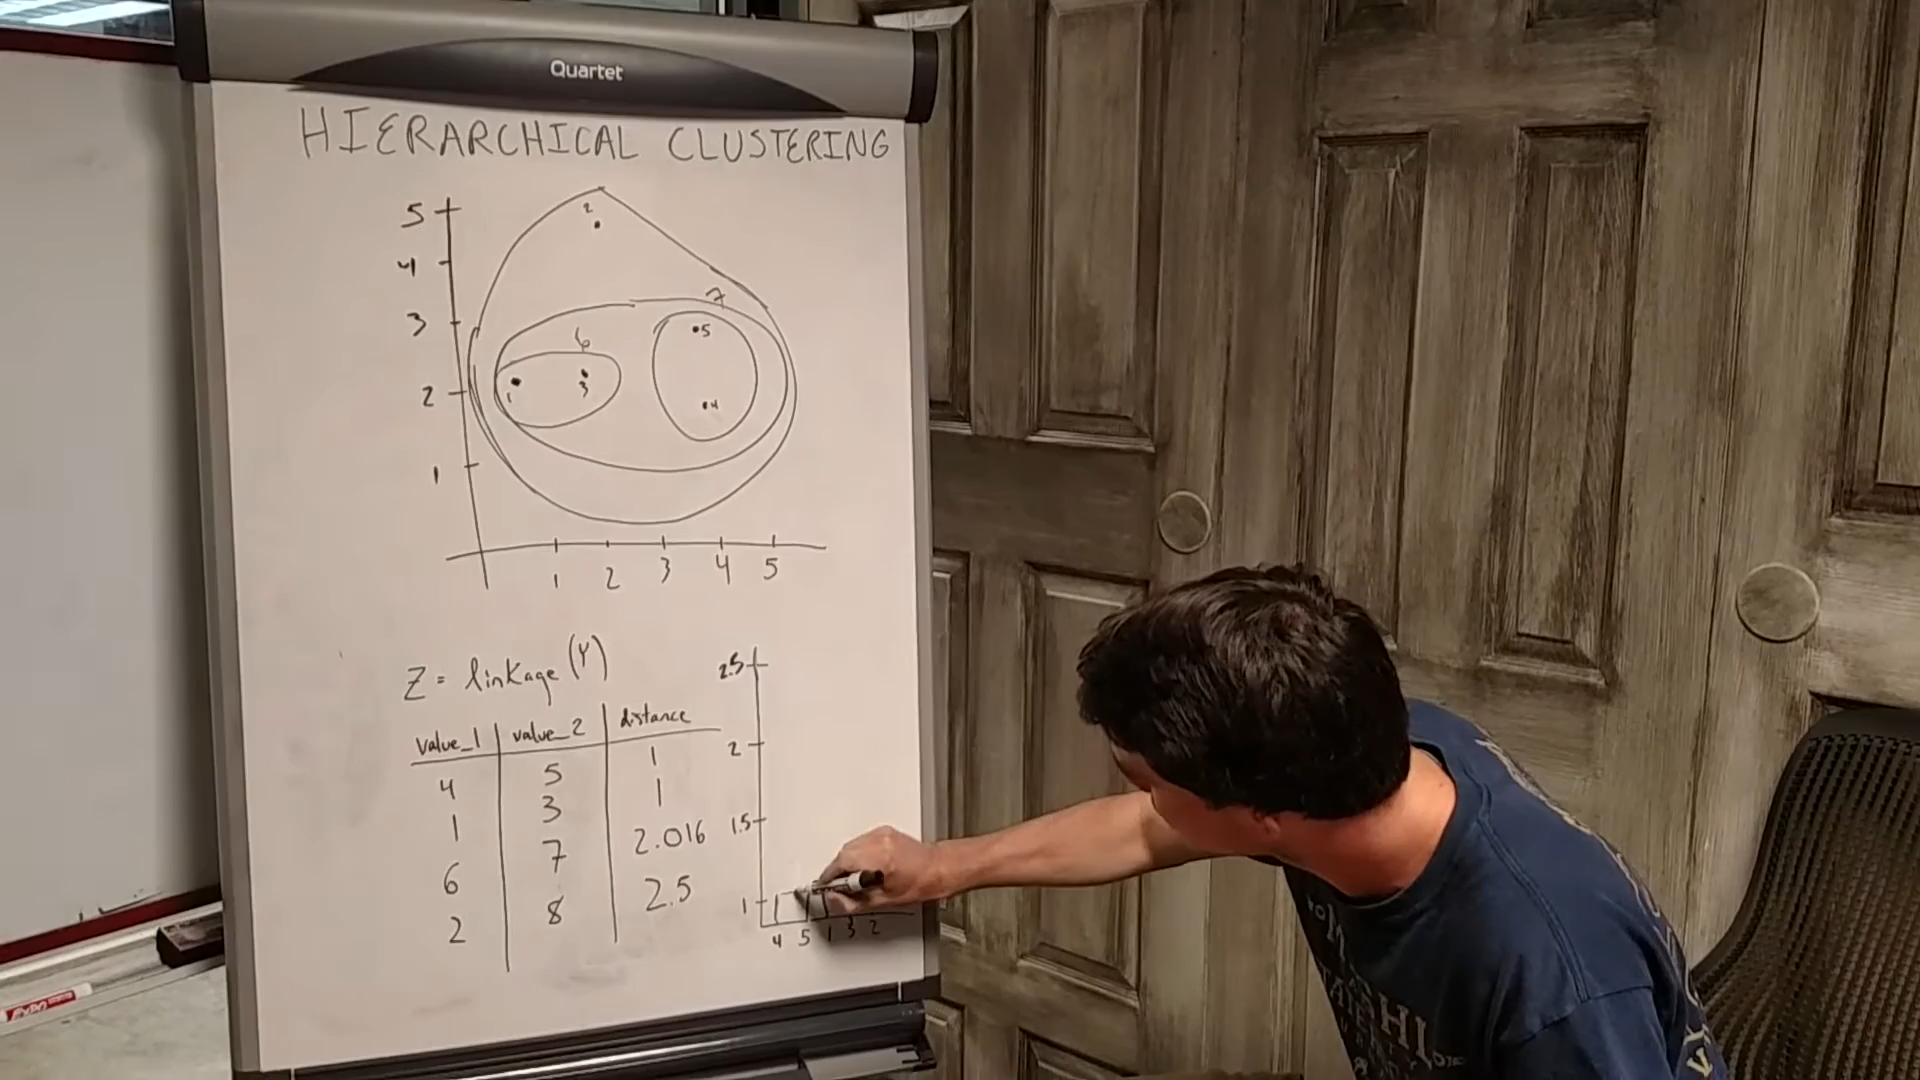 Quartet
HIERARCHICAL CLUSTERING
5
4
3
2
1
1 2 3 4 5
2
7
5
6
1
3
4
Z = linkage (Y)
value_1 value_2 distance
4 5 1
1 3 1
6 7 2.016
2 8 2.5
2.5
2
1.5
1
4 5 1 3 2
EXPO